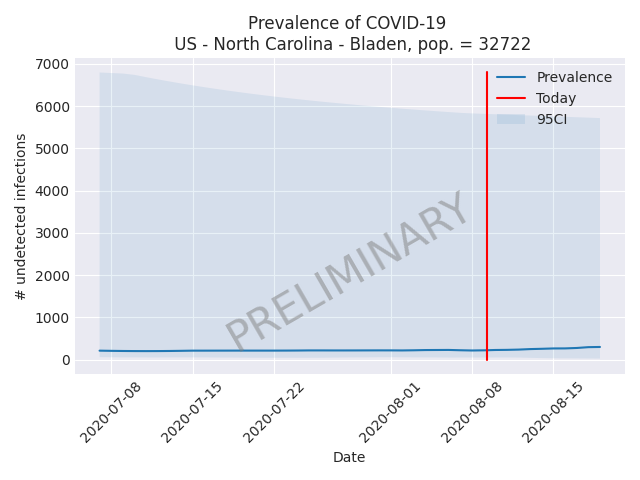 Prevalence of COVID-19
US - North Carolina - Bladen, pop. = 32722
# undetected infections
7000
6000
5000
4000
3000
2000
1000
0
Prevalence
Today
95CI
PRELIMINARY
2020-07-08
2020-07-15
2020-07-22
2020-08-01
2020-08-08
2020-08-15
Date